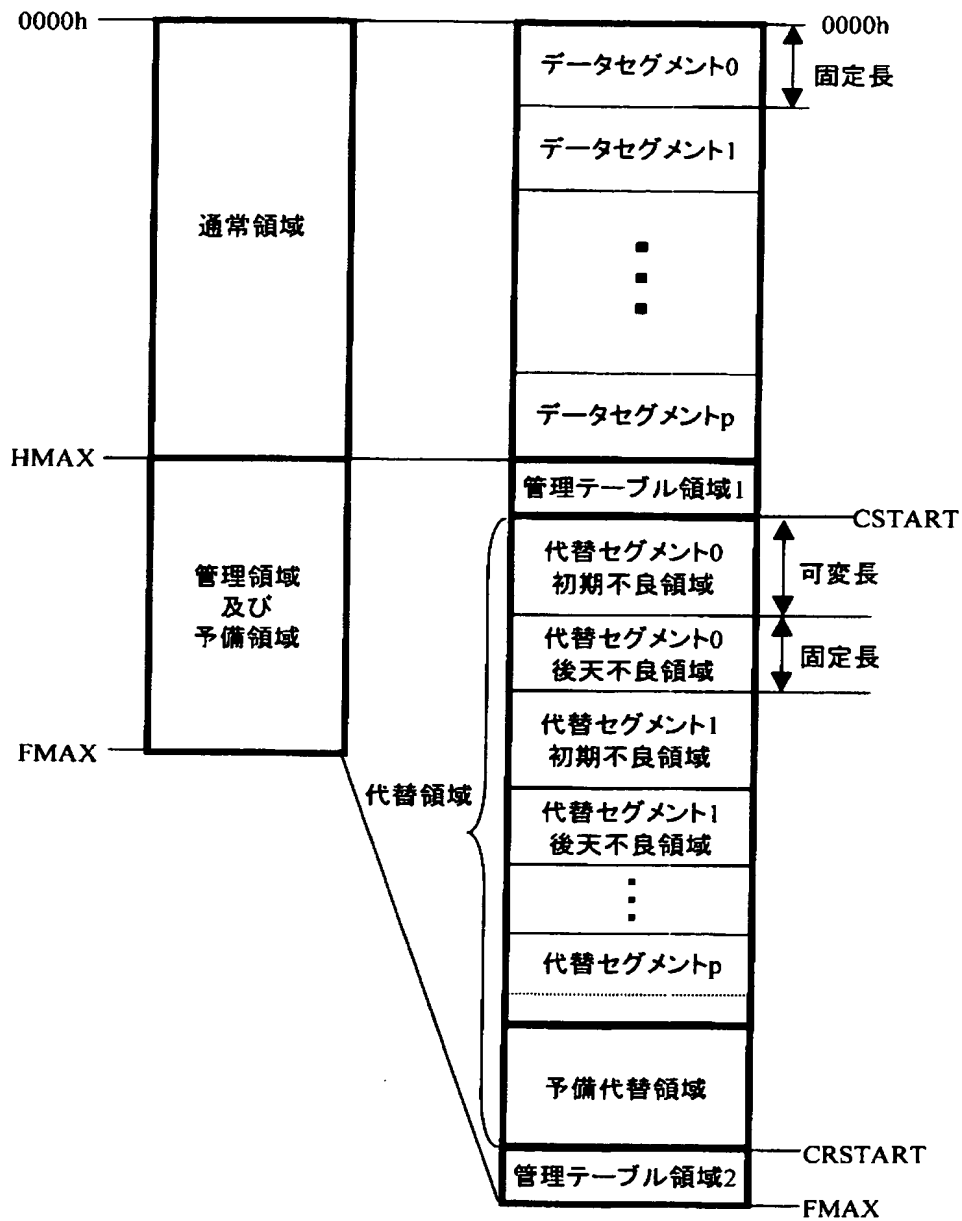 0000h
0000h
データセグメント0
固定長
データセグメント1
通常領域
データセグメントp
HMAX
管理テーブル領域1
CSTART
管理領域
及び
予備領域
代替セグメント0
初期不良領域
可変長
代替セグメント0
後天不良領域
固定長
代替セグメント1
初期不良領域
FMAX
代替領域
代替セグメント1
後天不良領域
代替セグメントp
予備代替領域
CRSTART
管理テーブル領域2
FMAX